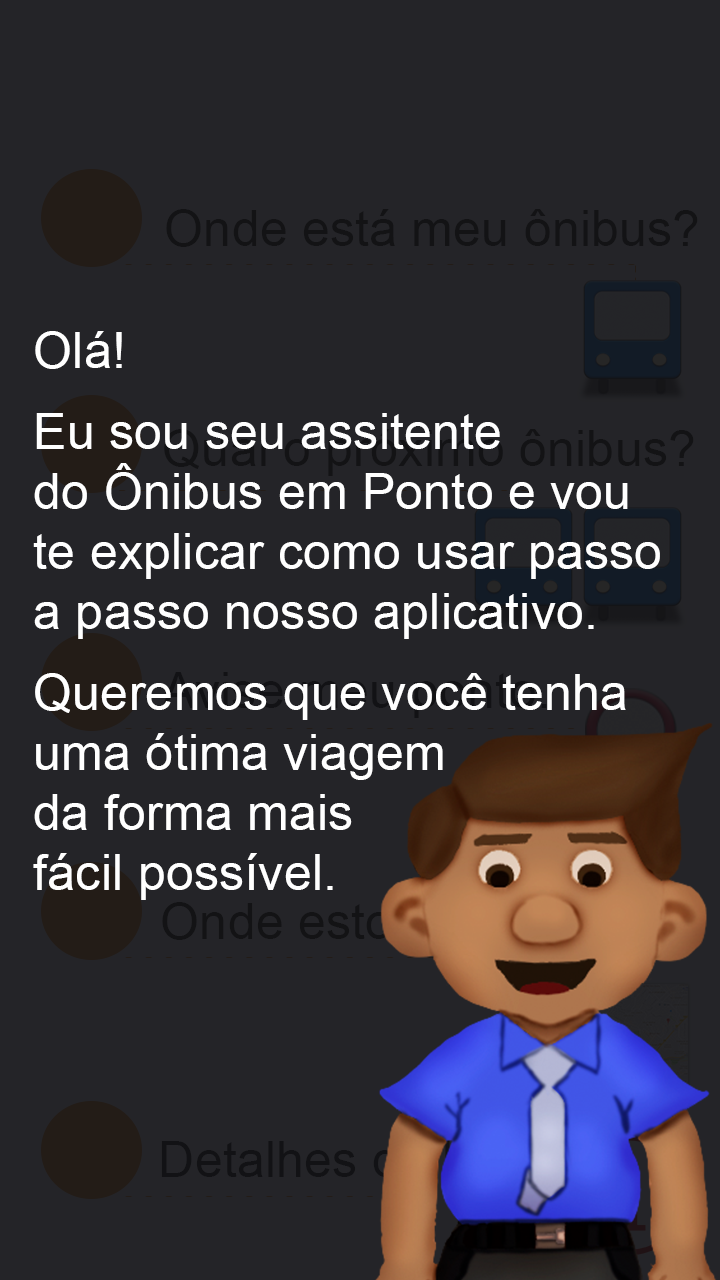 Onde está meu ônibus?
Olá!
Eu sou seu assitente
Qual o próximo ônibus?
do Ônibus em Ponto e vou
te explicar como usar passo
a passo nosso aplicativo.
Queremos que você tenha
uma ótima viagem
da forma mais
fácil possível.
Onde esto
Detalhes